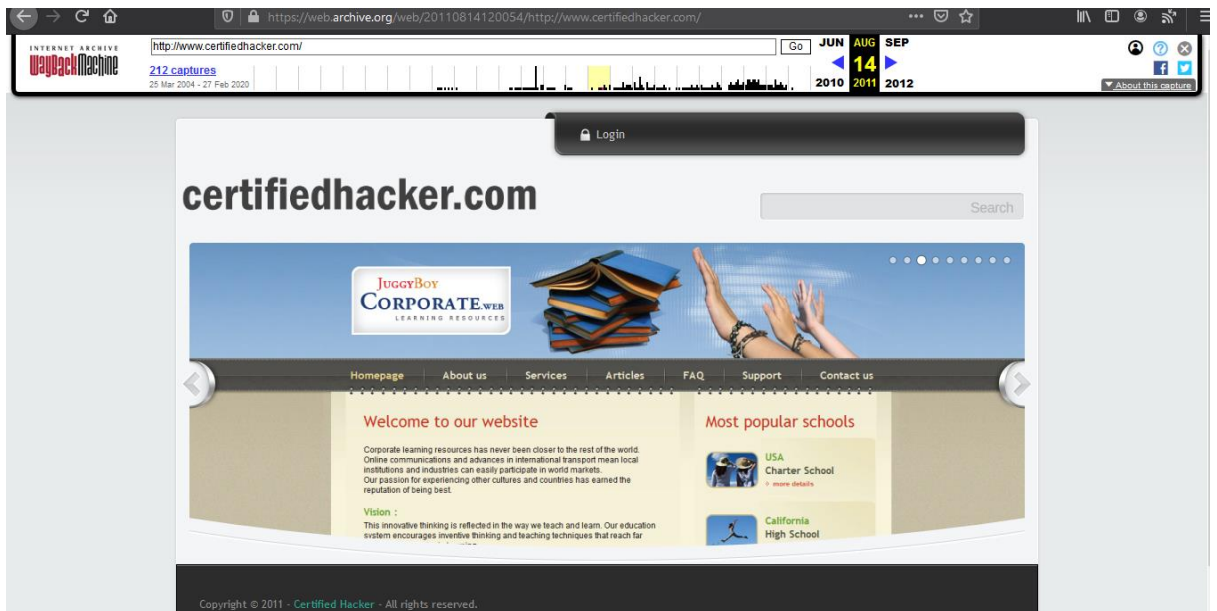 https://web.archive.org/web/20110814120054/http://www.certifiedhacker.com/
INTERNET ARCHIVE
WayBackMachine
http://www.certifiedhacker.com/
Go
JUN AUG SEP
212 captures
14
25 Mar 2004 - 27 Feb 2020
2010 2011 2012
About this capture
Login
certifiedhacker.com
Search
JUGGYBOY
CORPORATE.WEB
LEARNING RESOURCES
Homepage About us Services Articles FAQ Support Contact us
Welcome to our website
Most popular schools
Corporate learning resources has never been closer to the rest of the world.
Online communications and advances in international transport mean local
institutions and industries can easily participate in world markets.
Our passion for experiencing other cultures and countries has earned the
reputation of being best.
USA
Charter School
more details
Vision :
This innovative thinking is reflected in the way we teach and learn. Our education
system encourages inventive thinking and teaching techniques that reach far
California
High School
Copyright © 2011 - Certified Hacker - All rights reserved.